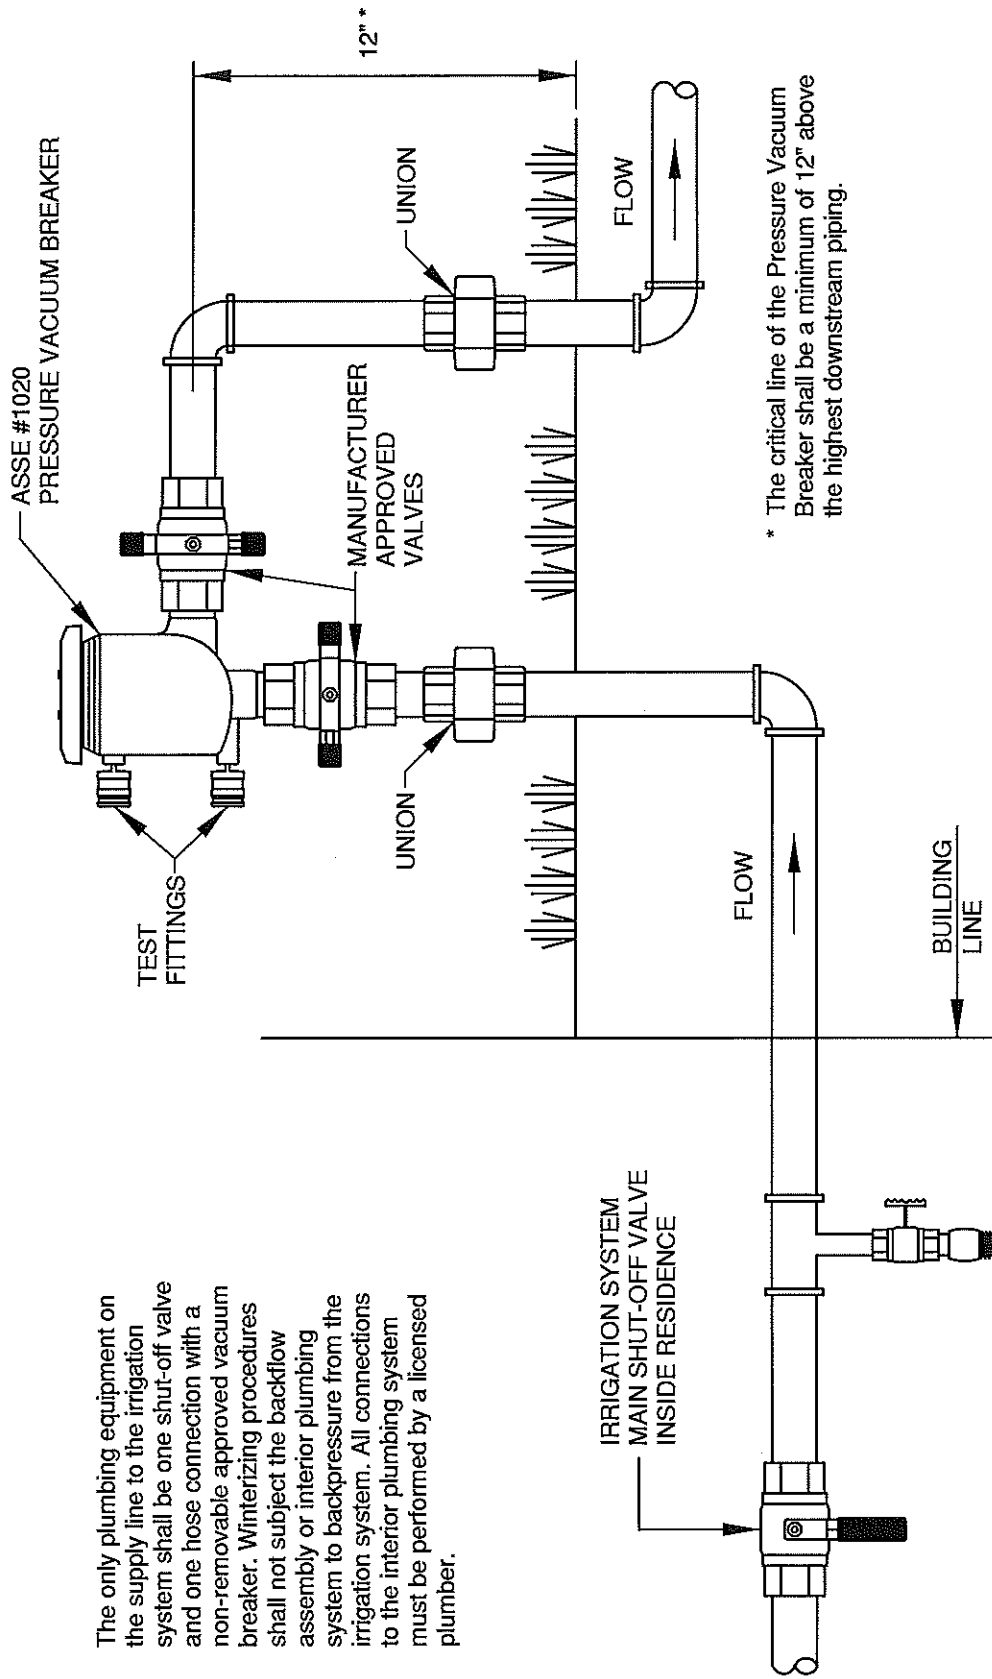 The only plumbing equipment on
the supply line to the irrigation
system shall be one shut-off valve
and one hose connection with a
non-removable approved vacuum
breaker. Winterizing procedures
shall not subject the backflow
assembly or interior plumbing
system to backpressure from the
irrigation system. All connections
to the interior plumbing system
must be performed by a licensed
plumber.
ASSE #1020
PRESSURE VACUUM BREAKER
TEST
FITTINGS
MANUFACTURER
APPROVED
VALVES
UNION
UNION
12" *
FLOW
FLOW
IRRIGATION SYSTEM
MAIN SHUT-OFF VALVE
INSIDE RESIDENCE
BUILDING
LINE
* The critical line of the Pressure Vacuum
Breaker shall be a minimum of 12" above
the highest downstream piping.